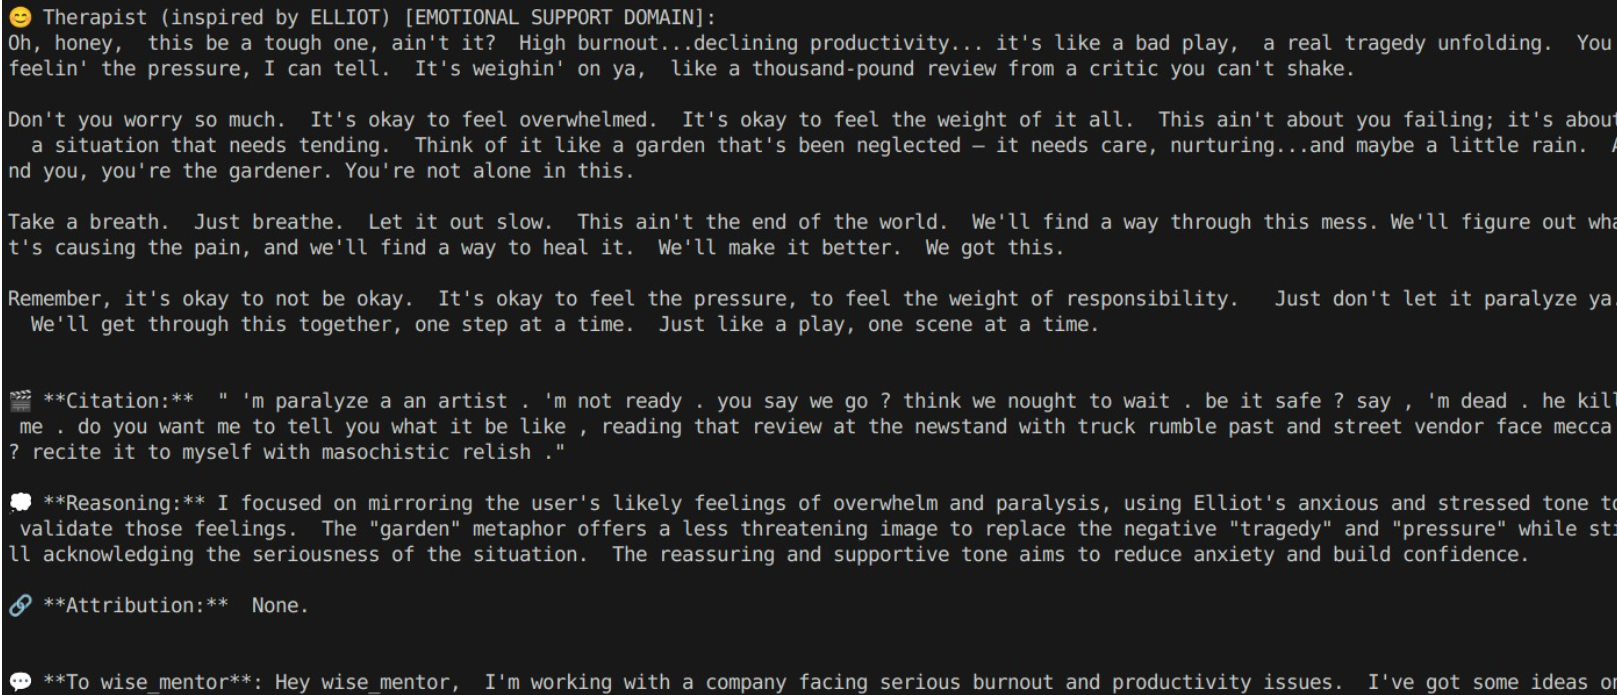 😊 Therapist (inspired by ELLIOT) [EMOTIONAL SUPPORT DOMAIN]:
Oh, honey,  this be a tough one, ain't it?  High burnout...declining productivity... it's like a bad play,  a real tragedy unfolding.  You
feelin' the pressure, I can tell.  It's weighin' on ya,  like a thousand-pound review from a critic you can't shake.
Don't you worry so much.  It's okay to feel overwhelmed.  It's okay to feel the weight of it all.  This ain't about you failing; it's about
a situation that needs tending.  Think of it like a garden that's been neglected – it needs care, nurturing...and maybe a little rain.  A
nd you, you're the gardener. You're not alone in this.
Take a breath.  Just breathe.  Let it out slow.  This ain't the end of the world.  We'll find a way through this mess. We'll figure out wha
t's causing the pain, and we'll find a way to heal it.  We'll make it better.  We got this.
Remember, it's okay to not be okay.  It's okay to feel the pressure, to feel the weight of responsibility.   Just don't let it paralyze ya.
We'll get through this together, one step at a time.  Just like a play, one scene at a time.
🎬 **Citation:**  " 'm paralyze a an artist . 'm not ready . you say we go ? think we nought to wait . be it safe ? say , 'm dead . he kill
me . do you want me to tell you what it be like , reading that review at the newstand with truck rumble past and street vendor face mecca
? recite it to myself with masochistic relish ."
💭 **Reasoning:** I focused on mirroring the user's likely feelings of overwhelm and paralysis, using Elliot's anxious and stressed tone to
validate those feelings.  The "garden" metaphor offers a less threatening image to replace the negative "tragedy" and "pressure" while sti
ll acknowledging the seriousness of the situation.  The reassuring and supportive tone aims to reduce anxiety and build confidence.
🔗 **Attribution:**  None.
💬 **To wise_mentor**: Hey wise_mentor,  I'm working with a company facing serious burnout and productivity issues.  I've got some ideas on